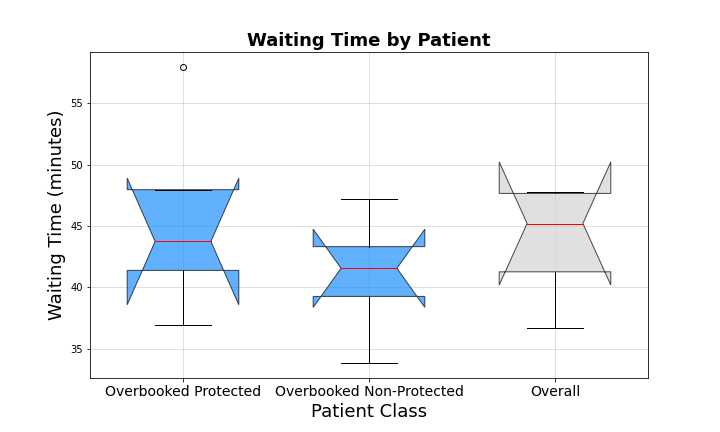 Waiting Time by Patient
Waiting Time (minutes)
55
50
45
40
35
Overbooked Protected
Overbooked Non-Protected
Overall
Patient Class